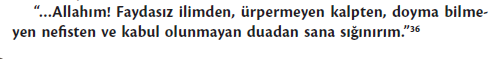 “...Allahım! Faydasız ilimden, ürpermeyen kalpten, doyma bilme-
yen nefisten ve kabul olunmayan duadan sana sığınırım.”36